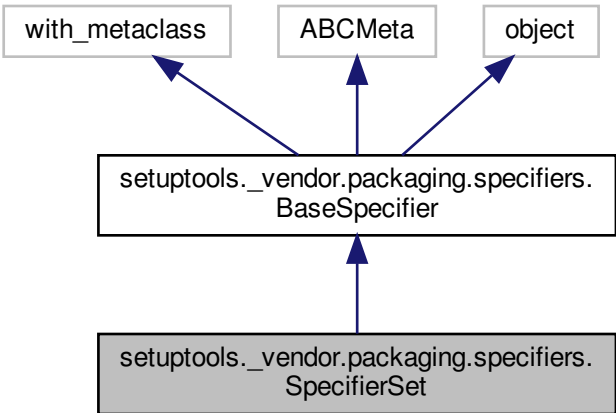 with_metaclass
ABCMeta
object
setuptools._vendor.packaging.specifiers.
BaseSpecifier
setuptools._vendor.packaging.specifiers.
SpecifierSet